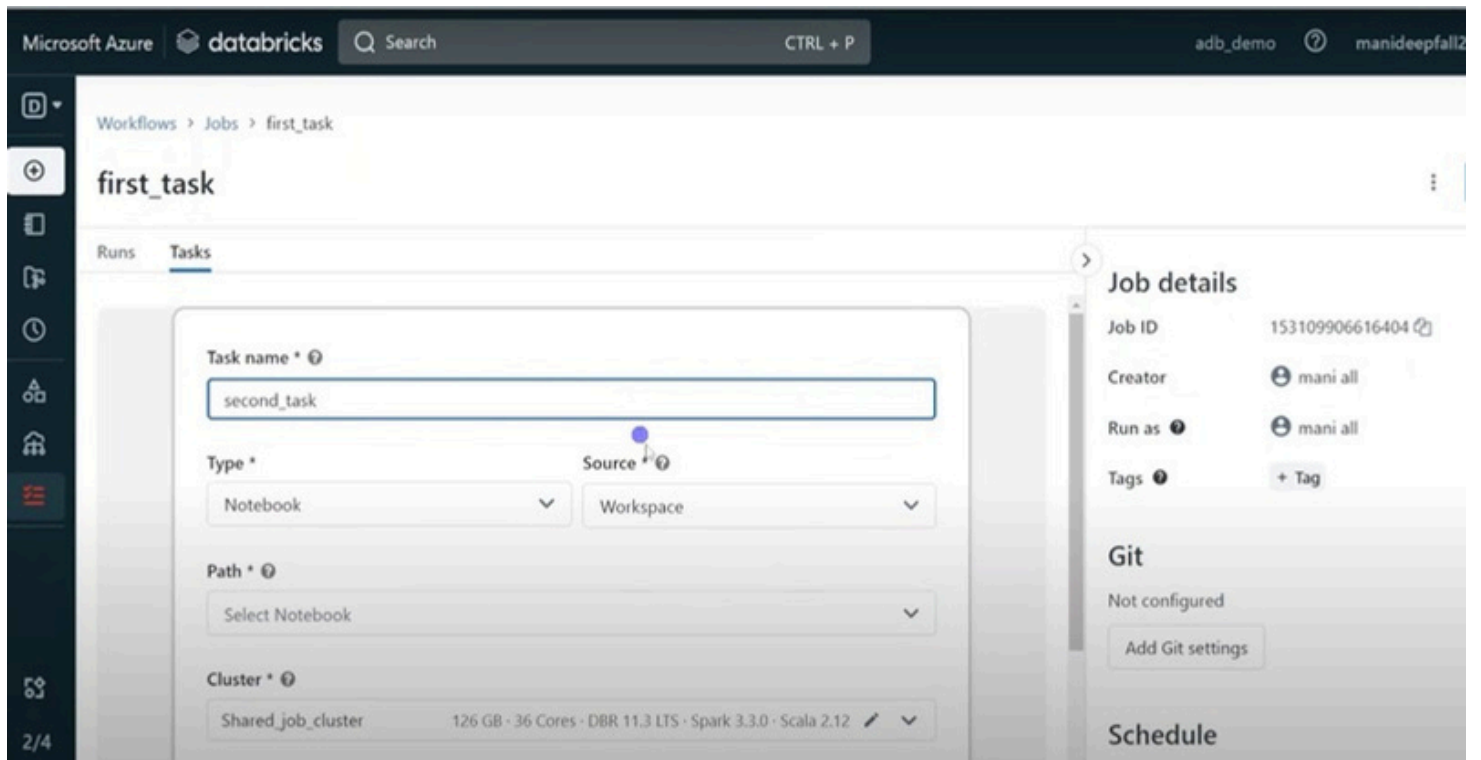 Microsoft Azure databricks Search CTRL + P adb_demo manideepfall2
D
Workflows > Jobs > first_task
first_task
Runs Tasks
Task name *
second_task
Type * Source *
Notebook Workspace
Path *
Select Notebook
Cluster *
Shared_job_cluster 126 GB · 36 Cores · DBR 11.3 LTS · Spark 3.3.0 · Scala 2.12
2/4
Job details
Job ID 153109906616404
Creator mani all
Run as mani all
Tags + Tag
Git
Not configured
Add Git settings
Schedule